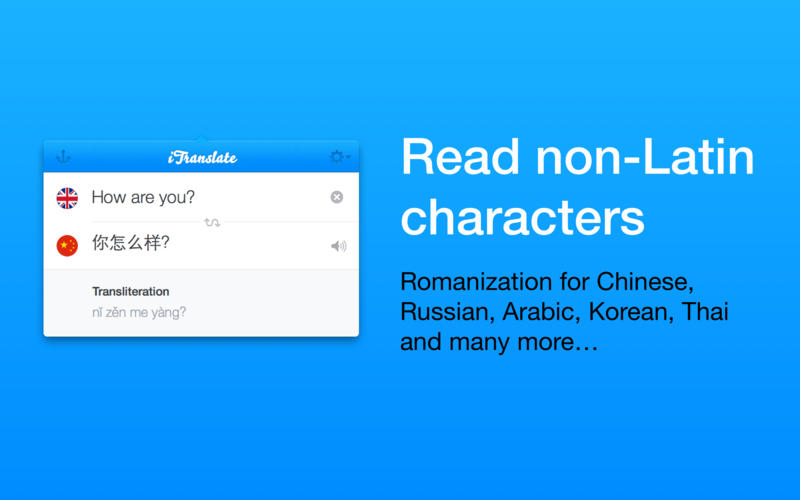 iTranslate
How are you?
你怎么样?
Transliteration
nǐ zěn me yàng?
Read non-Latin
characters
Romanization for Chinese,
Russian, Arabic, Korean, Thai
and many more…